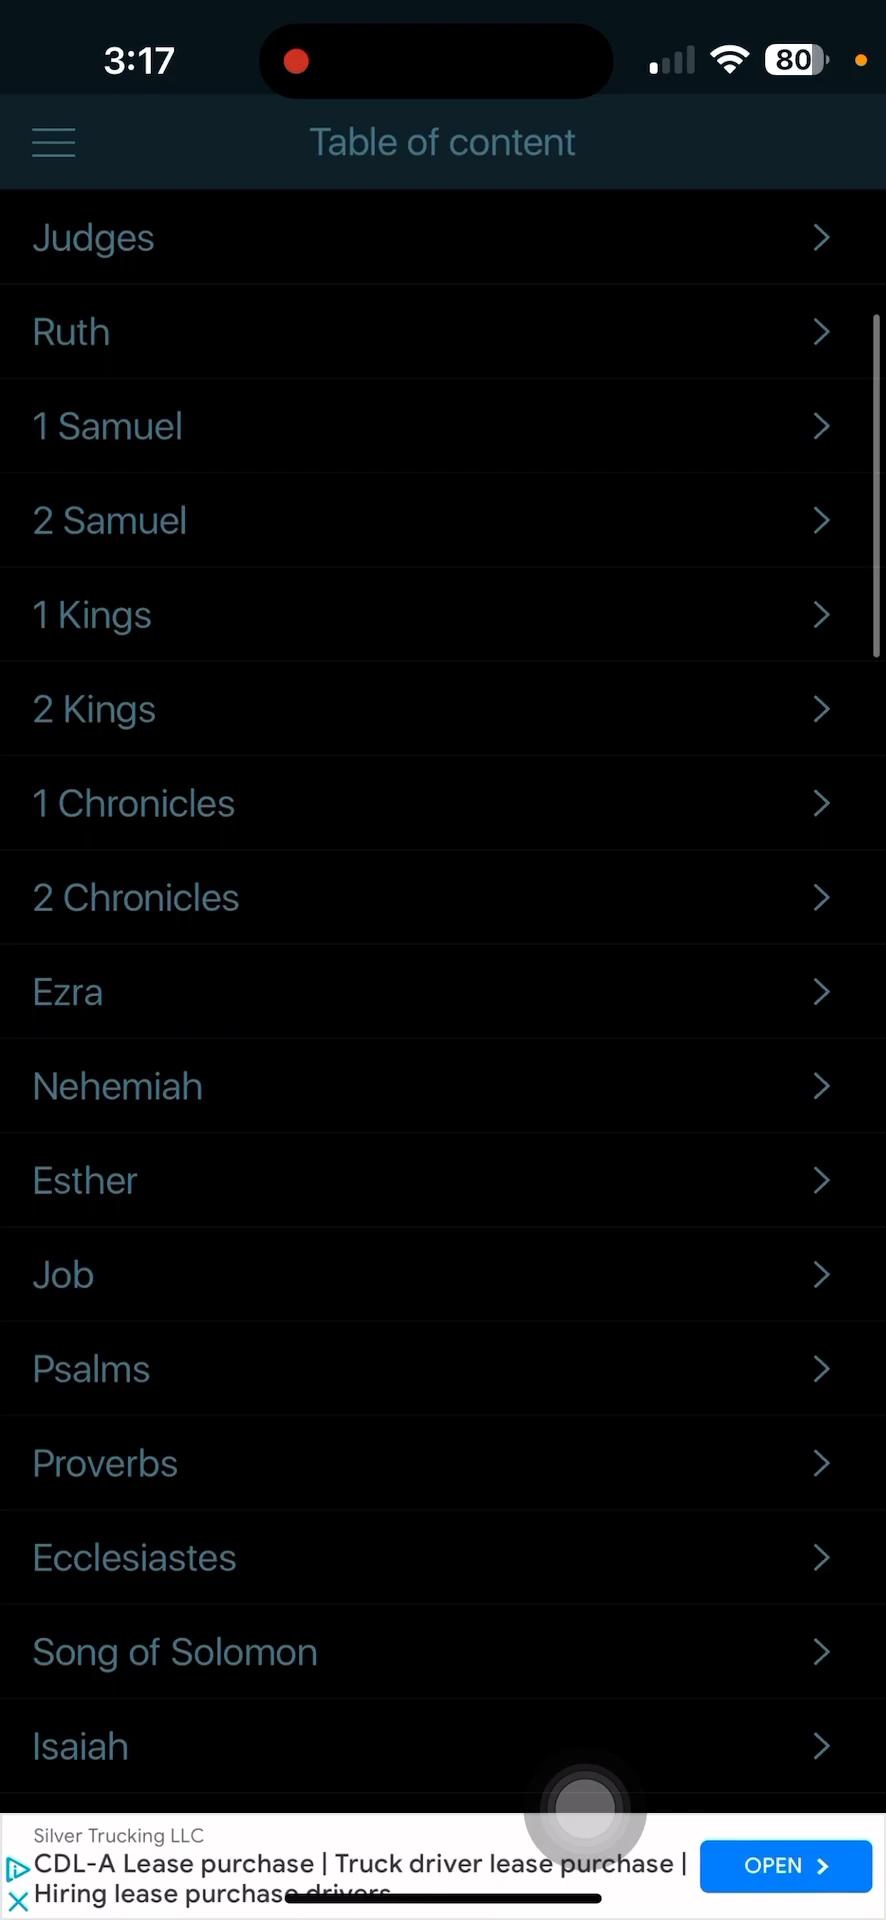 3:17
80
Table of content
Judges
Ruth
1 Samuel
2 Samuel
1 Kings
2 Kings
1 Chronicles
2 Chronicles
Ezra
Nehemiah
Esther
Job
Psalms
Proverbs
Ecclesiastes
Song of Solomon
Isaiah
Silver Trucking LLC
CDL-A Lease purchase | Truck driver lease purchase |
Hiring lease purchase drivers
OPEN